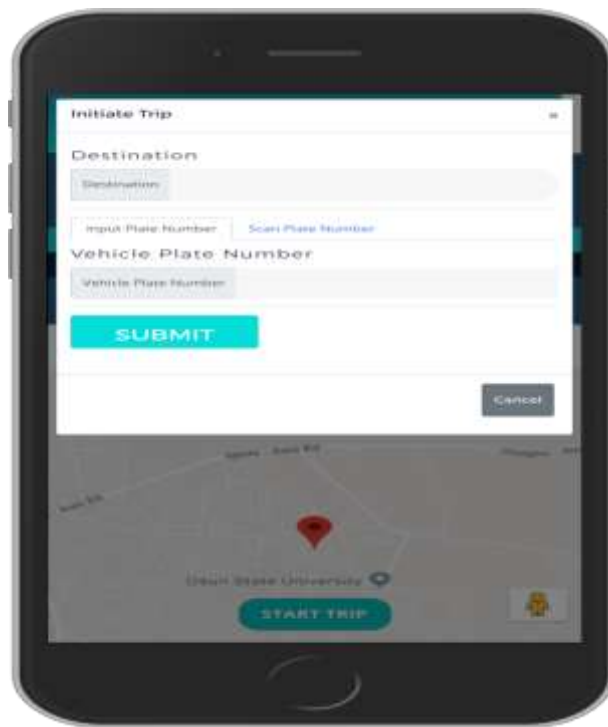 Initiate Trip ×
Destination
Destination
Input Plate Number Scan Plate Number
Vehicle Plate Number
Vehicle Plate Number
SUBMIT
Cancel
Osun State University
START TRIP